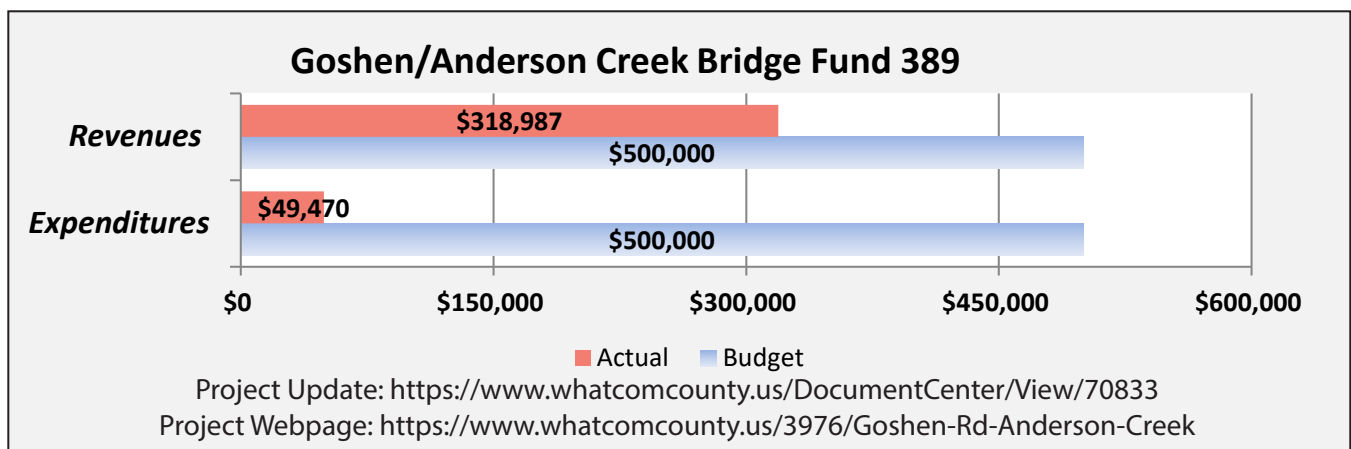 Goshen/Anderson Creek Bridge Fund 389
Revenues
$318,987
$500,000
Expenditures
$49,470
$500,000
$0 $150,000 $300,000 $450,000 $600,000
Actual Budget
Project Update: https://www.whatcomcounty.us/DocumentCenter/View/70833
Project Webpage: https://www.whatcomcounty.us/3976/Goshen-Rd-Anderson-Creek